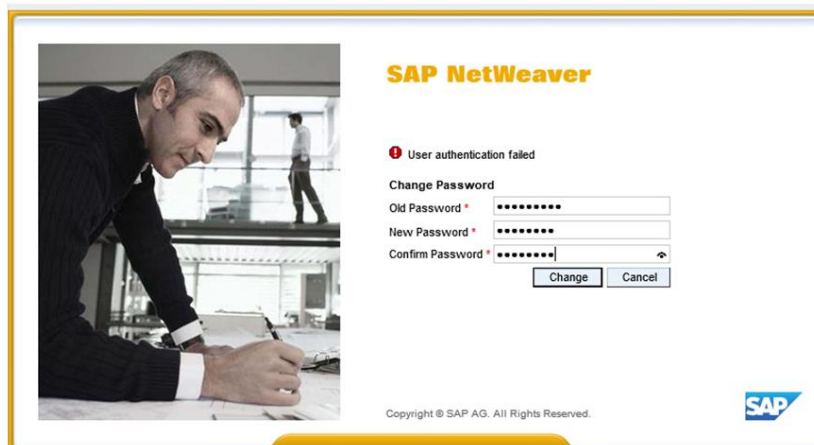 SAP NetWeaver
User authentication failed
Change Password
Old Password *
New Password *
Confirm Password *
Change Cancel
Copyright © SAP AG. All Rights Reserved.
SAP